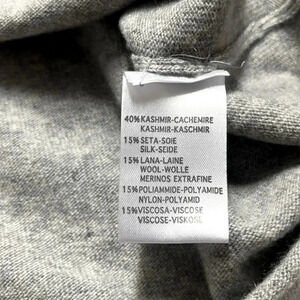 40%KASHMIR-CACHEMIRE
KASHMIR-KASCHMIR
15%SETA-SOIE
SILK-SEIDE
15%LANA-LAINE
WOOL-WOLLE
MERINOS EXTRAFINE
15%POLIAMMIDE-POLYAMID
NYLON-POLYAMID
15%VISCOSA-VISCOSE
VISCOSE-VISKOSE